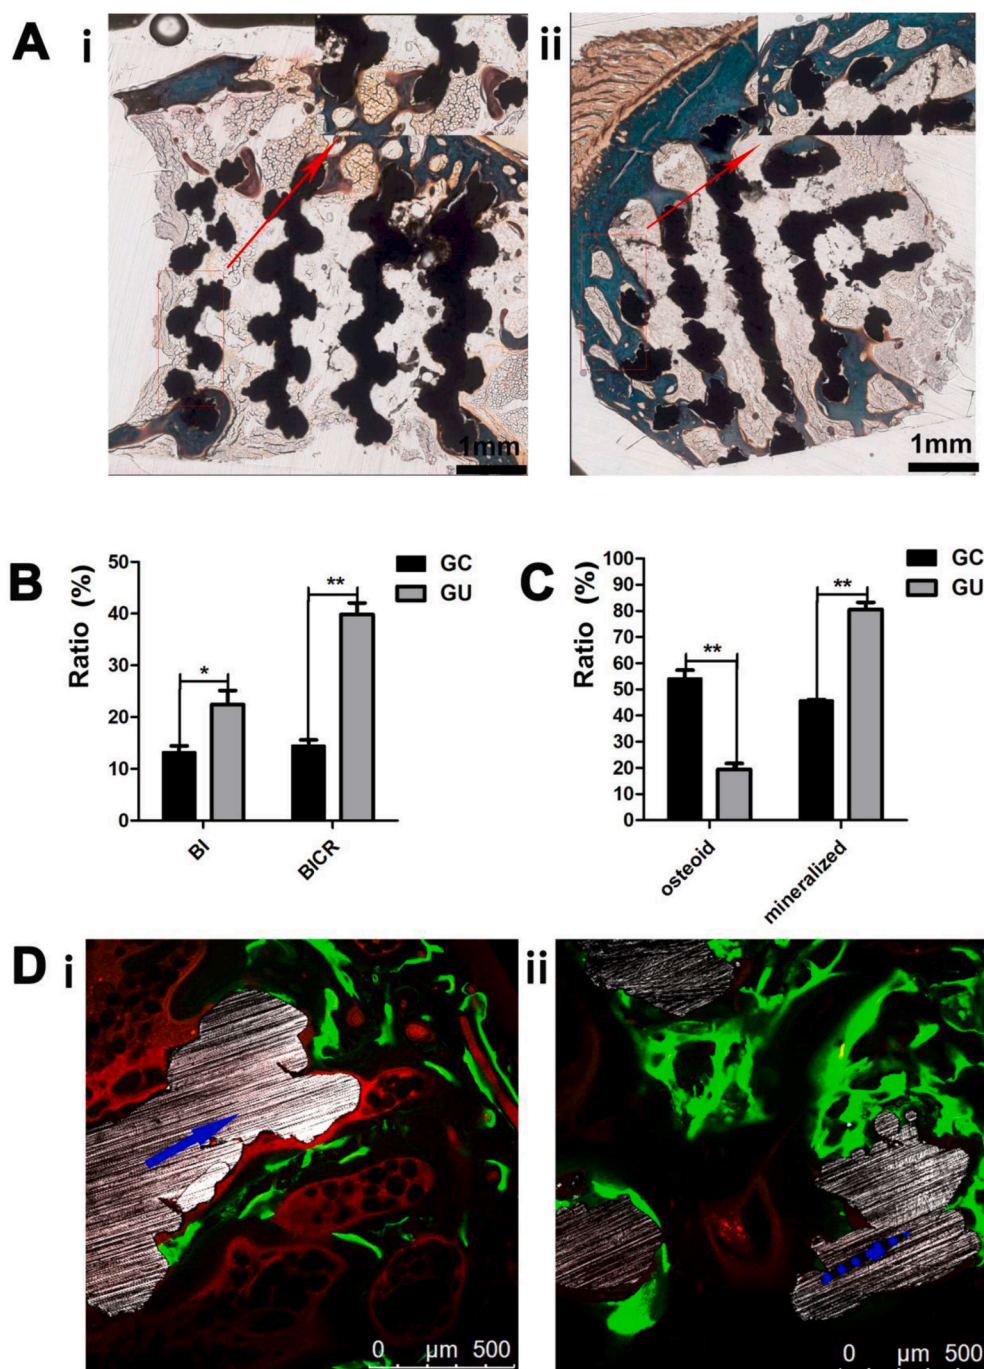 A i ii
1mm 1mm
B
Ratio (%)
50
40
30
20
10
0
GC
GU
*
**
BI
BICR
C
Ratio (%)
100
90
80
70
60
50
40
30
20
10
0
GC
GU
**
**
osteoid
mineralized
D i ii
0 µm 500
0 µm 500